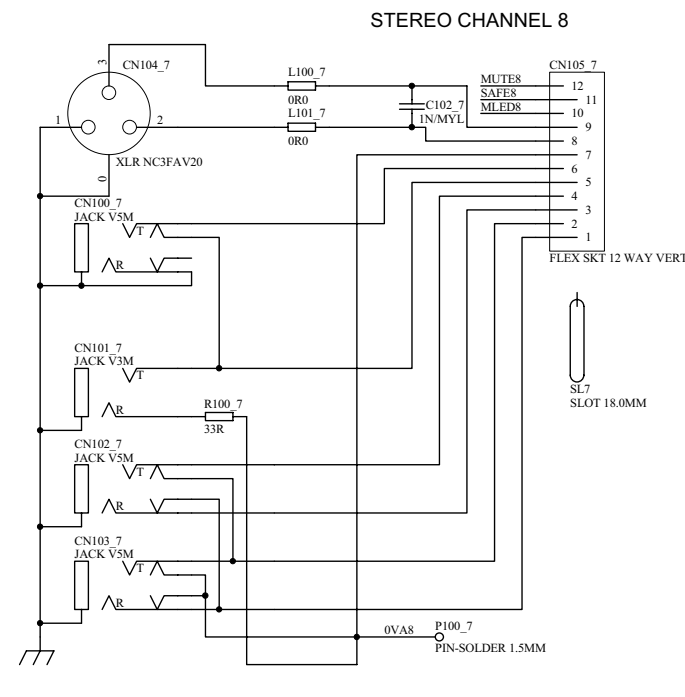 STEREO CHANNEL 8
CN104_7
3
1
2
0
XLR NC3FAV20
L100_7
0R0
L101_7
0R0
C102_7
1N/MYL
CN105_7
MUTE8
SAFE8
MLED8
12
11
10
9
8
7
6
5
4
3
2
1
FLEX SKT 12 WAY VERT
CN100_7
JACK V5M
T
R
CN101_7
JACK V3M
T
R
R100_7
33R
SL7
SLOT 18.0MM
CN102_7
JACK V5M
T
R
CN103_7
JACK V5M
T
R
0VA8
P100_7
PIN-SOLDER 1.5MM